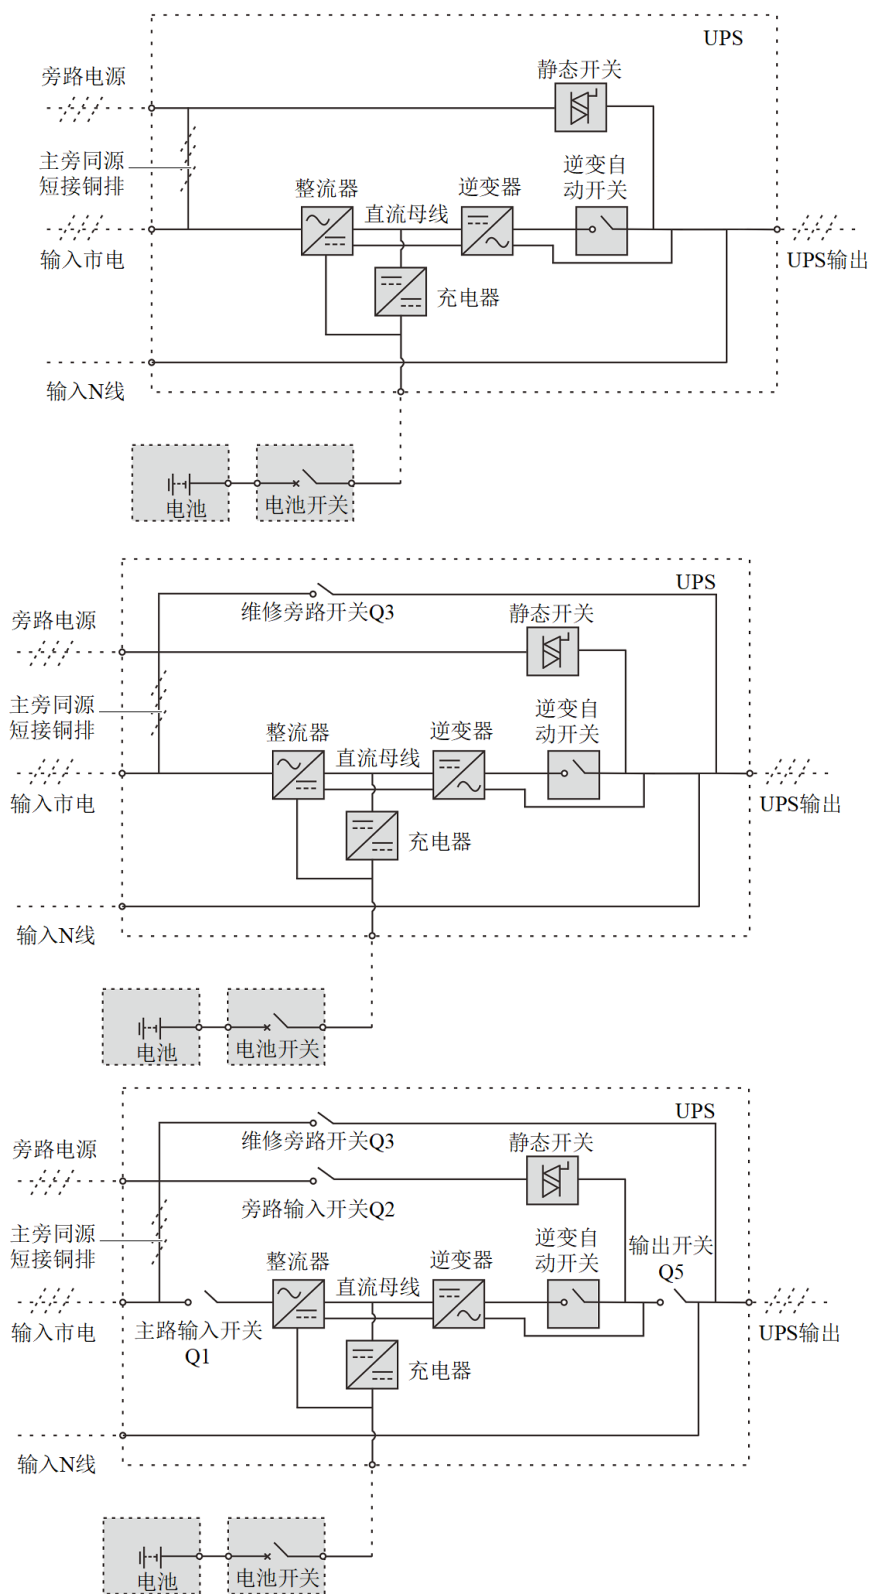 UPS
静态开关
旁路电源
主旁同源
短接铜排
逆变自
动开关
整流器
逆变器
直流母线
输入市电
UPS输出
充电器
输入N线
电池
电池开关
UPS
维修旁路开关Q3
静态开关
旁路电源
主旁同源
短接铜排
逆变自
动开关
整流器
逆变器
直流母线
输入市电
UPS输出
充电器
输入N线
电池
电池开关
UPS
维修旁路开关Q3
静态开关
旁路电源
旁路输入开关Q2
主旁同源
短接铜排
逆变自
动开关
输出开关
Q5
整流器
逆变器
直流母线
输入市电
主路输入开关
Q1
UPS输出
充电器
输入N线
电池
电池开关